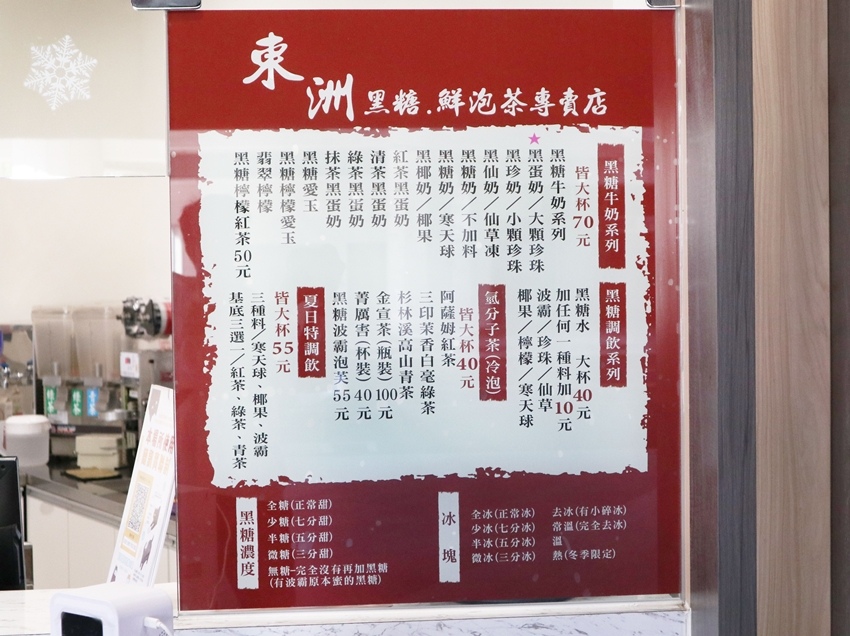 東洲黑糖.鮮泡茶專賣店
黑糖牛奶系列
皆大杯70元
黑糖牛奶系列
黑蛋奶／大顆珍珠
黑珍奶／小顆珍珠
黑仙奶／仙草凍
黑糖奶／不加料
黑糖奶／寒天球
黑椰奶／椰果
紅茶黑蛋奶
清茶黑蛋奶
綠茶黑蛋奶
抹茶黑蛋奶
黑糖愛玉
黑糖檸檬愛玉
翡翠檸檬
黑糖檸檬紅茶50元
黑糖調飲系列
黑糖水 大杯40元
加任何一種料加10元
波霸／珍珠／仙草
椰果／檸檬／寒天球
氫分子茶(冷泡)
皆大杯40元
阿薩姆紅茶
三印茉香白毫綠茶
杉林溪高山青茶
金宣茶(瓶裝)100元
菁厲害(杯裝)40元
黑糖波霸泡芙55元
夏日特調飲
皆大杯55元
三種料／寒天球、椰果、波霸
基底三選一／紅茶、綠茶、青茶
黑糖濃度
全糖(正常甜)
少糖(七分甜)
半糖(五分甜)
微糖(三分甜)
無糖–完全沒有再加黑糖
(有波霸原本蜜的黑糖)
冰塊
全冰(正常冰)
少冰(七分冰)
半冰(五分冰)
微冰(三分冰)
去冰(有小碎冰)
常溫(完全去冰)
溫
熱(冬季限定)
綠茶
青茶